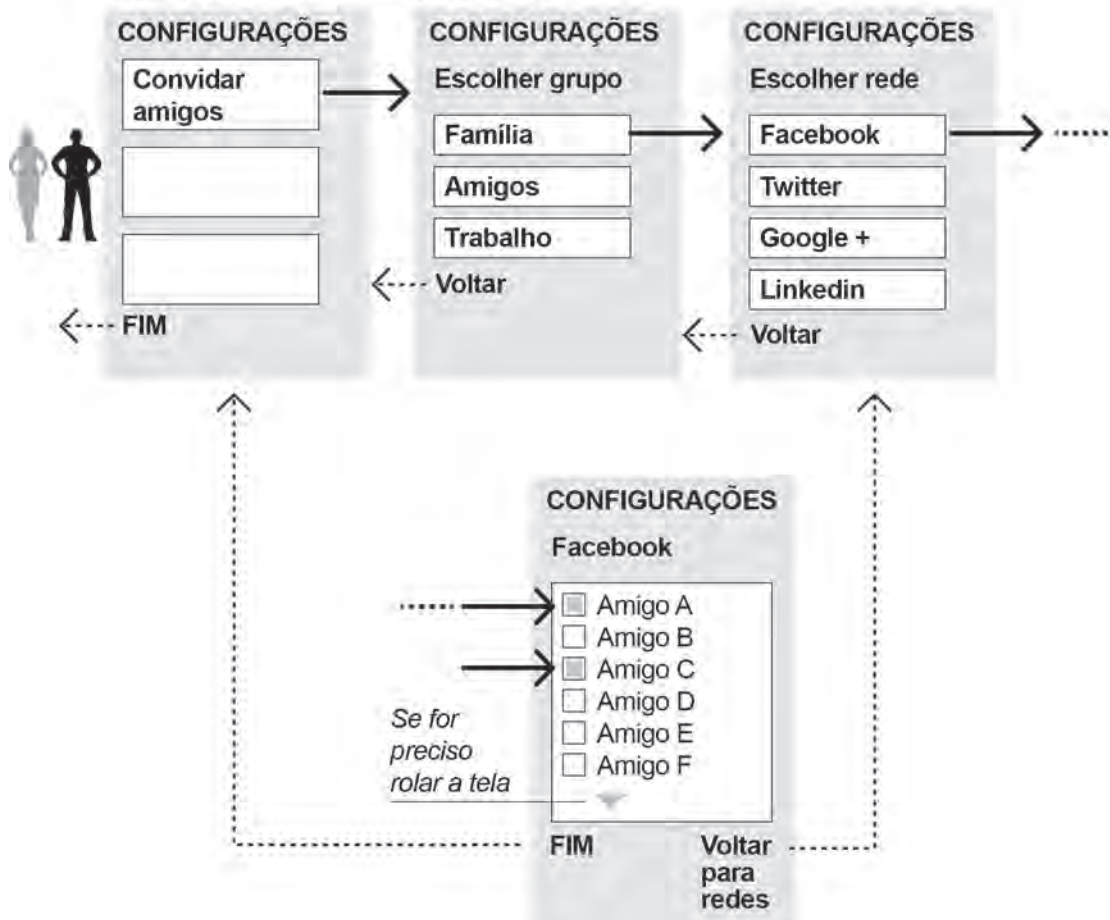 CONFIGURAÇÕES
Convidar
amigos
FIM
CONFIGURAÇÕES
Escolher grupo
Família
Amigos
Trabalho
Voltar
CONFIGURAÇÕES
Escolher rede
Facebook
Twitter
Google +
Linkedin
Voltar
CONFIGURAÇÕES
Facebook
Amigo A
Amigo B
Amigo C
Amigo D
Amigo E
Amigo F
Se for
preciso
rolar a tela
FIM
Voltar
para
redes